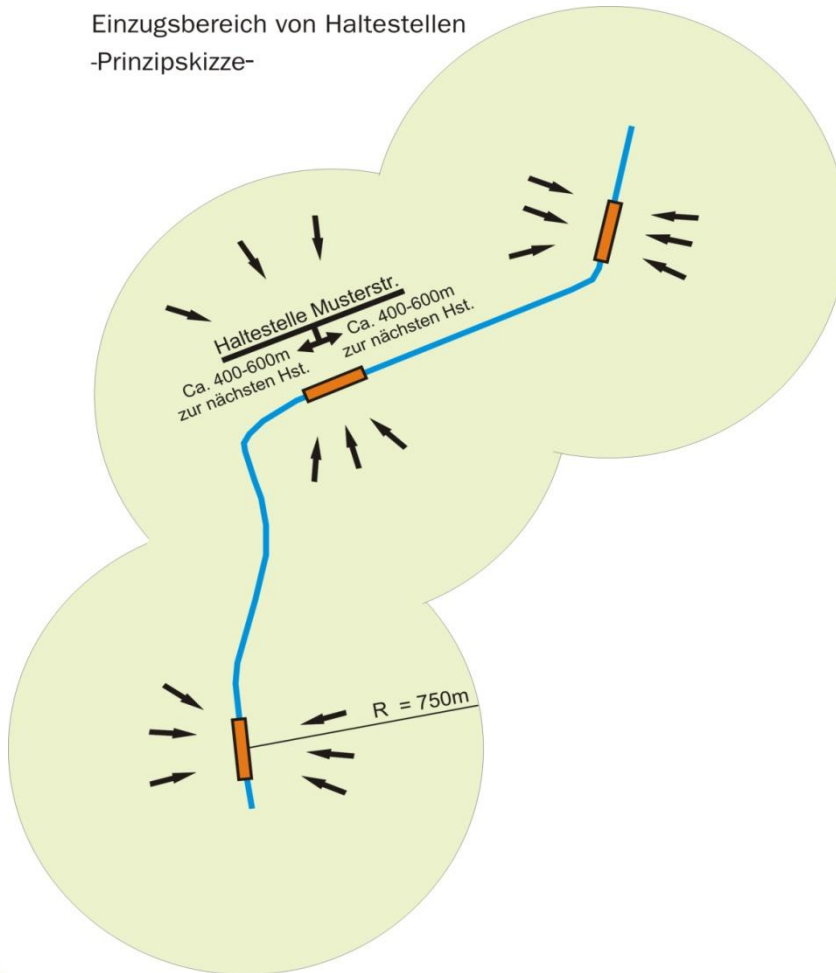 Einzugsbereich von Haltestellen
-Prinzipskizze-
Haltestelle Musterstr.
Ca. 400-600m
zur nächsten Hst.
Ca. 400-600m
zur nächsten Hst.
R = 750m